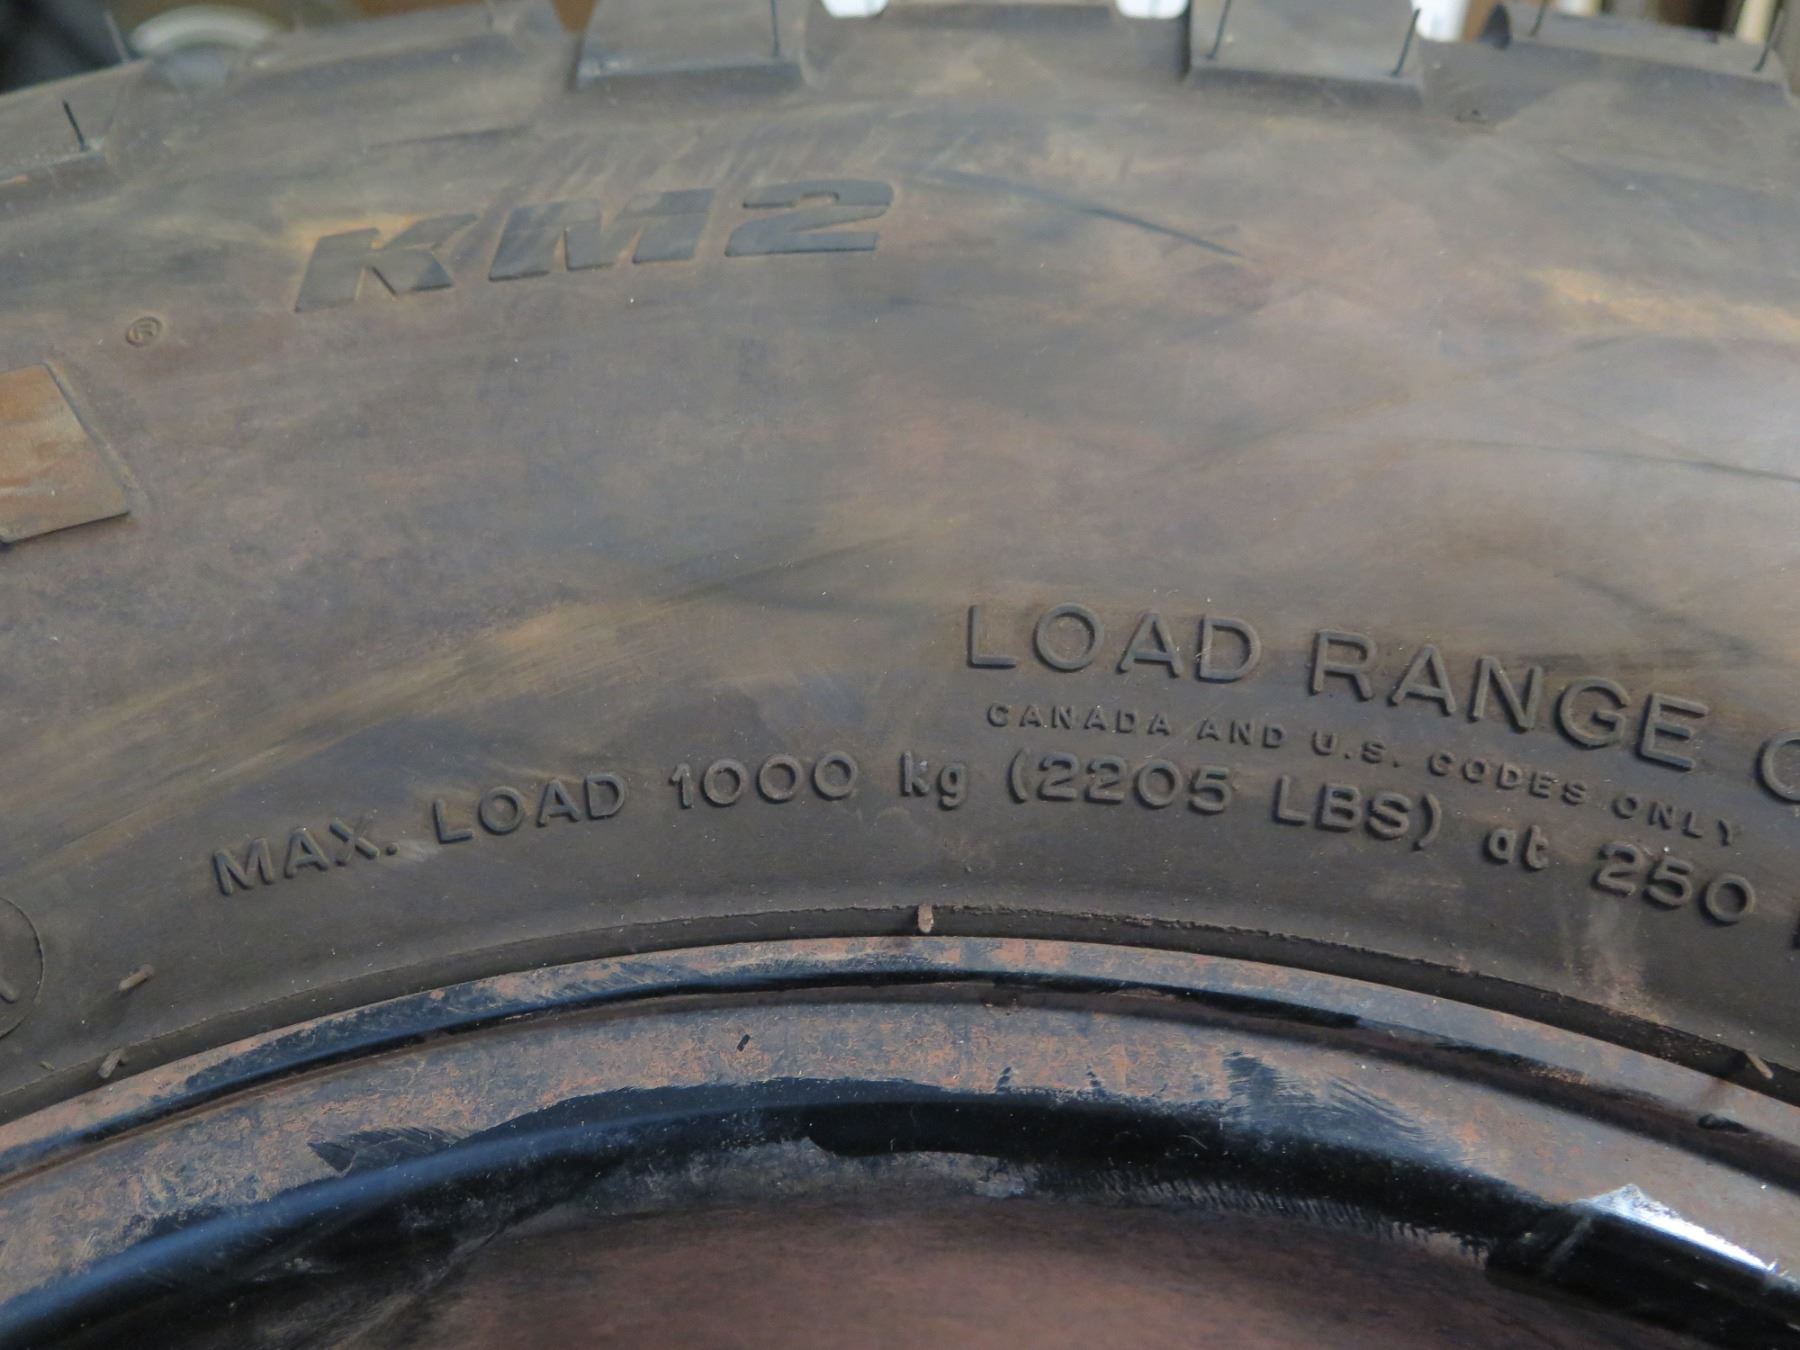 KM2
®
LOAD RANGE
CANADA AND U.S. CODES ONLY
MAX. LOAD 1000 kg (2205 LBS) at 250